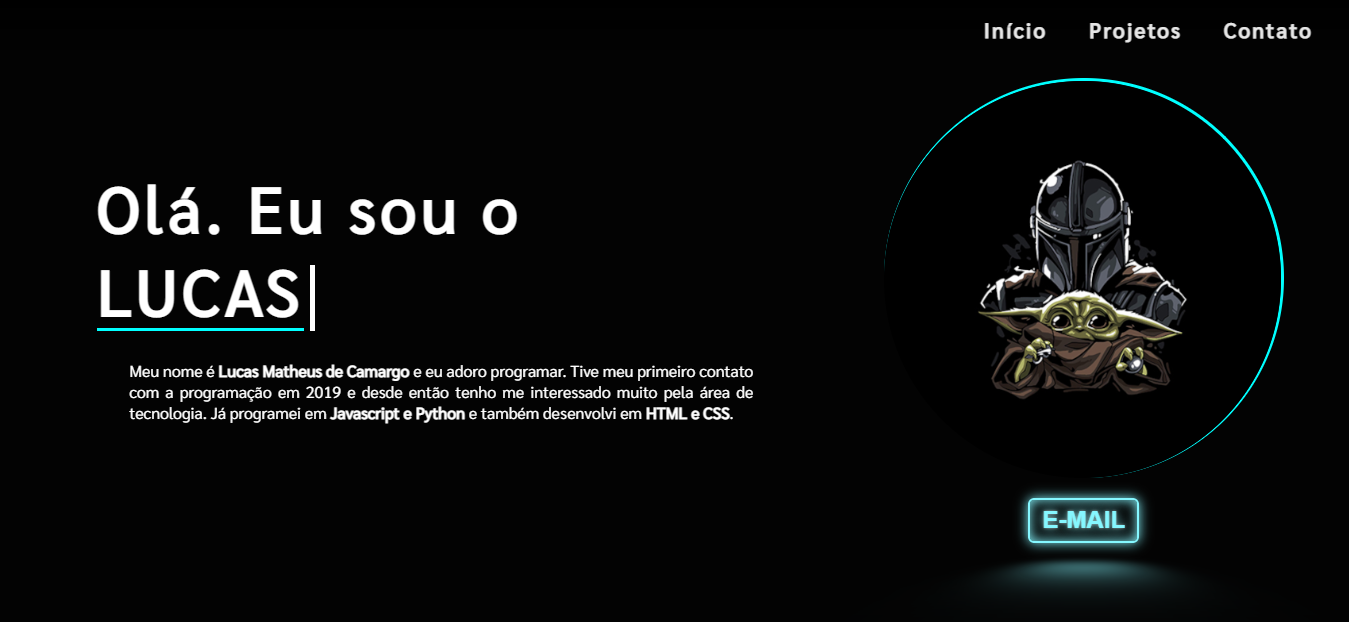 Início Projetos Contato
Olá. Eu sou o
LUCAS
Meu nome é Lucas Matheus de Camargo e eu adoro programar. Tive meu primeiro contato
com a programação em 2019 e desde então tenho me interessado muito pela área de
tecnologia. Já programei em Javascript e Python e também desenvolvi em HTML e CSS.
E-MAIL